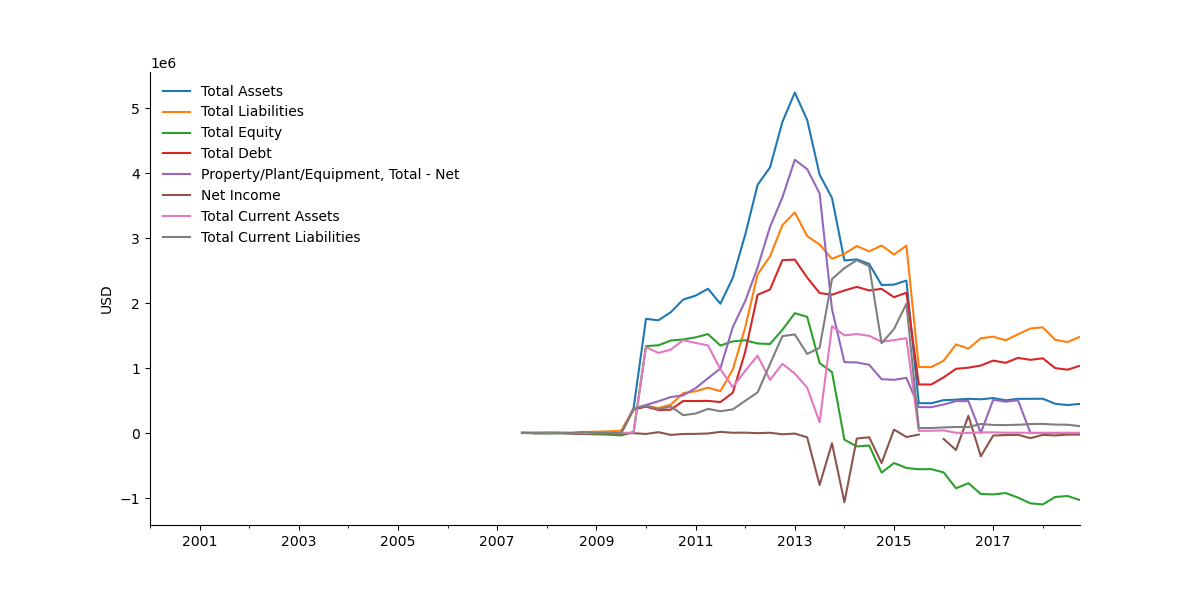 1e6
Total Assets
Total Liabilities
Total Equity
Total Debt
Property/Plant/Equipment, Total - Net
Net Income
Total Current Assets
Total Current Liabilities
5
4
3
2
1
0
−1
USD
2001 2003 2005 2007 2009 2011 2013 2015 2017